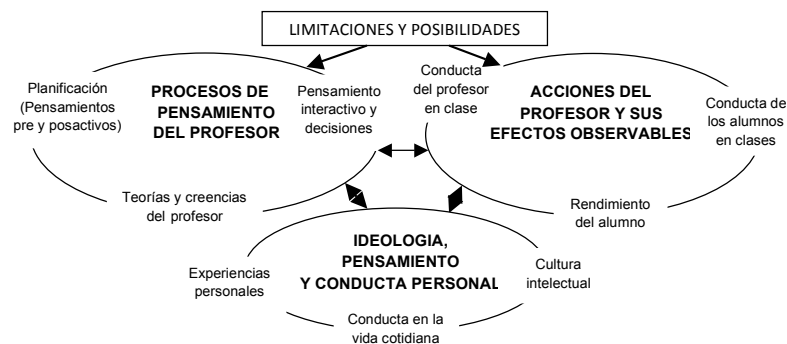 LIMITACIONES Y POSIBILIDADES
Planificación
(Pensamientos
pre y posactivos)
PROCESOS DE
PENSAMIENTO
DEL PROFESOR
Pensamiento
interactivo y
decisiones
Teorías y creencias
del profesor
Conducta
del profesor
en clase
ACCIONES DEL
PROFESOR Y SUS
EFECTOS OBSERVABLES
Conducta de
los alumnos
en clases
Rendimiento
del alumno
IDEOLOGIA,
PENSAMIENTO
Y CONDUCTA PERSONAL
Experiencias
personales
Cultura
intelectual
Conducta en la
vida cotidiana